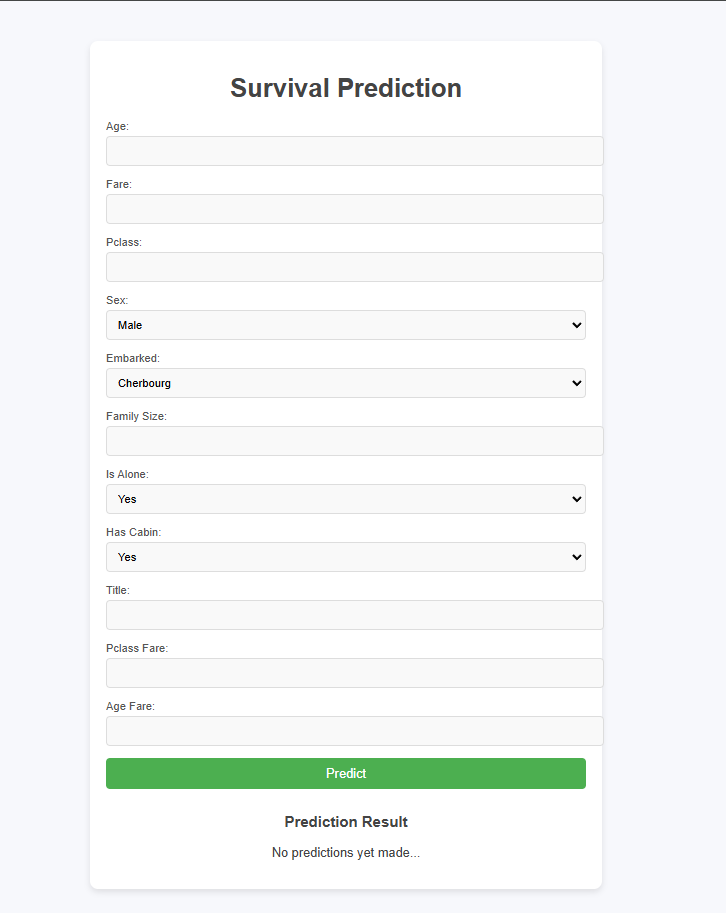 Survival Prediction
Age:
Fare:
Pclass:
Sex:
Male
Embarked:
Cherbourg
Family Size:
Is Alone:
Yes
Has Cabin:
Yes
Title:
Pclass Fare:
Age Fare:
Predict
Prediction Result
No predictions yet made...